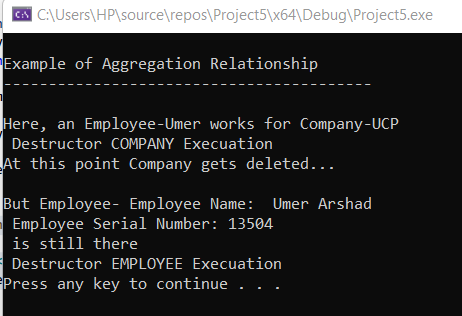 C:\Users\HP\source\repos\Project5\x64\Debug\Project5.exe
Example of Aggregation Relationship
-----------------------------------------
Here, an Employee-Umer works for Company-UCP
Destructor COMPANY Execuation
At this point Company gets deleted...
But Employee- Employee Name:  Umer Arshad
Employee Serial Number: 13504
is still there
Destructor EMPLOYEE Execuation
Press any key to continue . . .